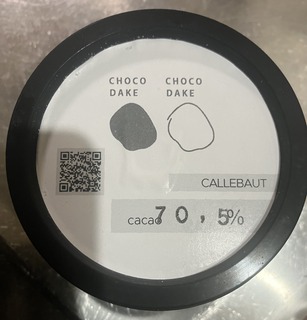 CHOCO CHOCO
DAKE DAKE
CALLEBAUT
cacao 70,5%